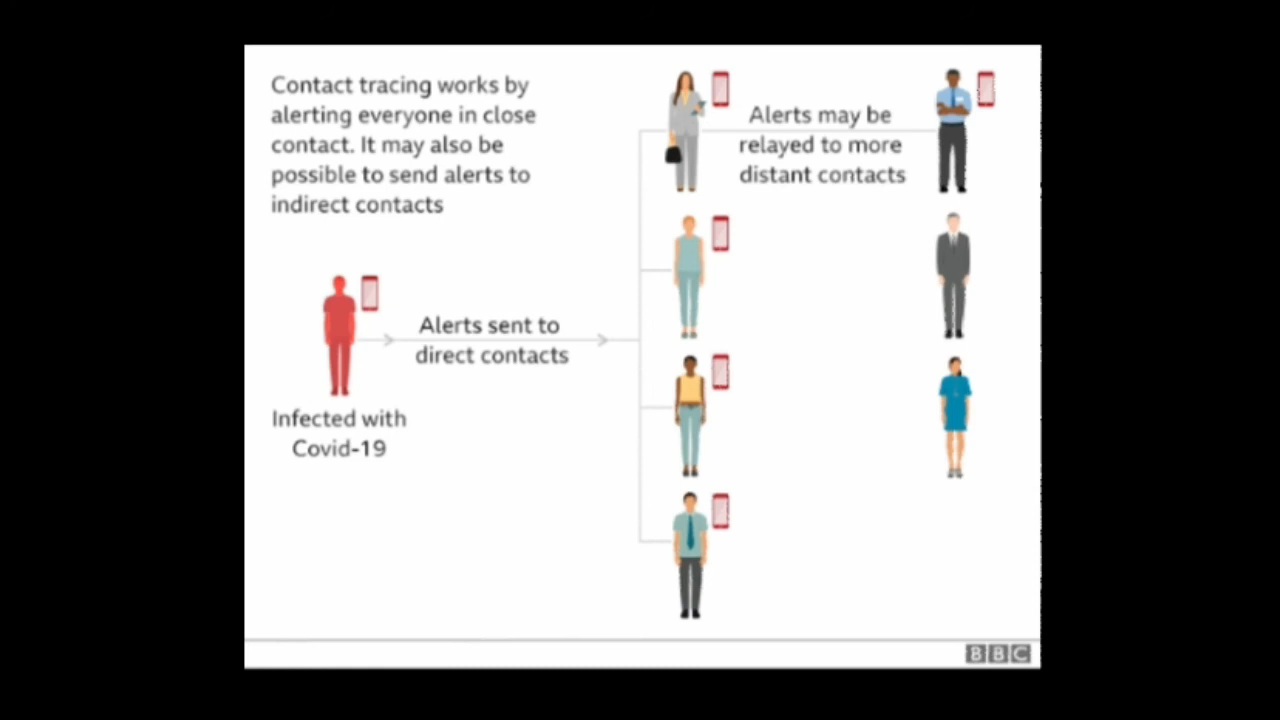 Contact tracing works by
alerting everyone in close
contact. It may also be
possible to send alerts to
indirect contacts
Alerts may be
relayed to more
distant contacts
Alerts sent to
direct contacts
Infected with
Covid-19
BBC